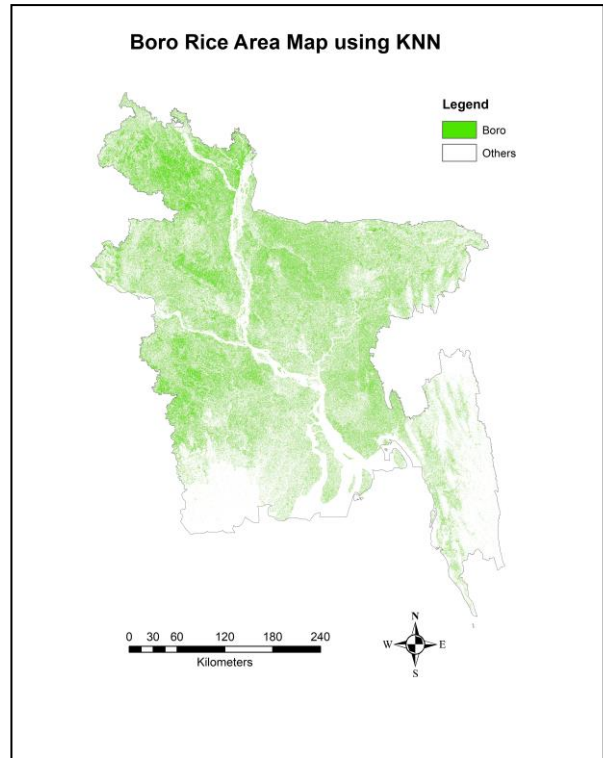 Boro Rice Area Map using KNN
Legend
Boro
Others
0 30 60 120 180 240
Kilometers
N
W E
S